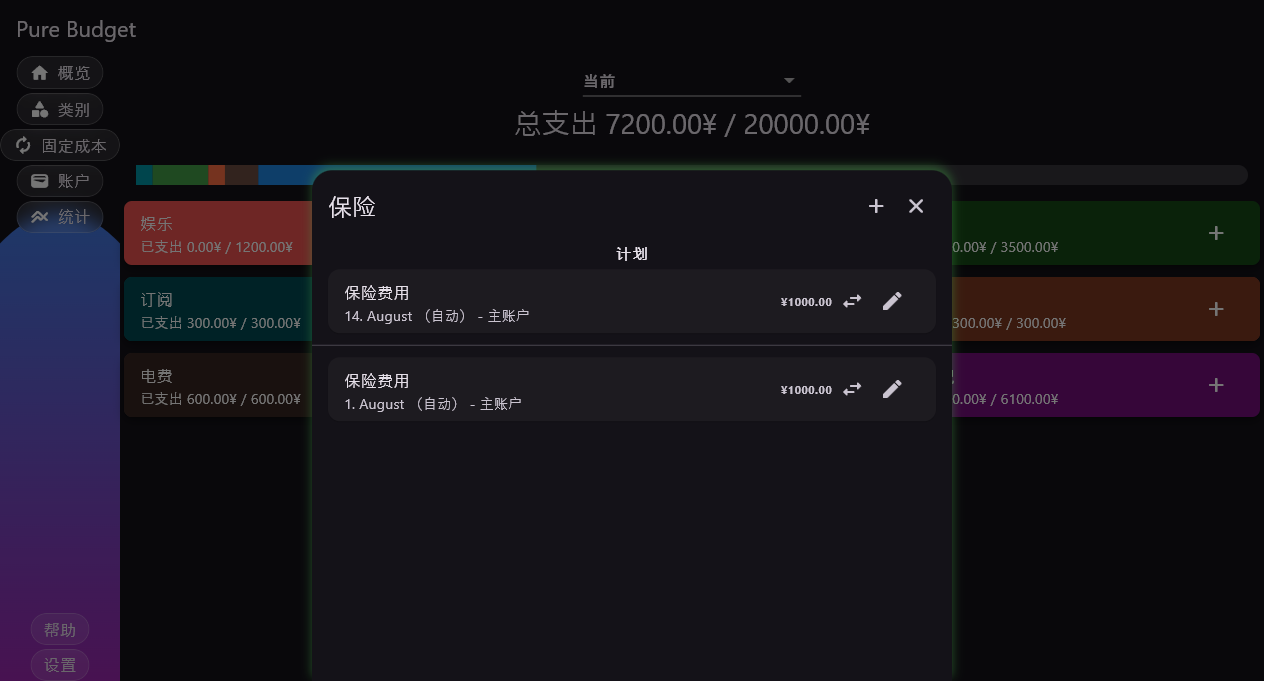 Pure Budget
概览
类别
固定成本
账户
统计
当前
总支出 7200.00¥ / 20000.00¥
娱乐
已支出 0.00¥ / 1200.00¥
0.00¥ / 3500.00¥
订阅
已支出 300.00¥ / 300.00¥
300.00¥ / 300.00¥
电费
已支出 600.00¥ / 600.00¥
0.00¥ / 6100.00¥
保险
计划
保险费用
¥1000.00
14. August （自动） - 主账户
保险费用
¥1000.00
1. August （自动） - 主账户
帮助
设置